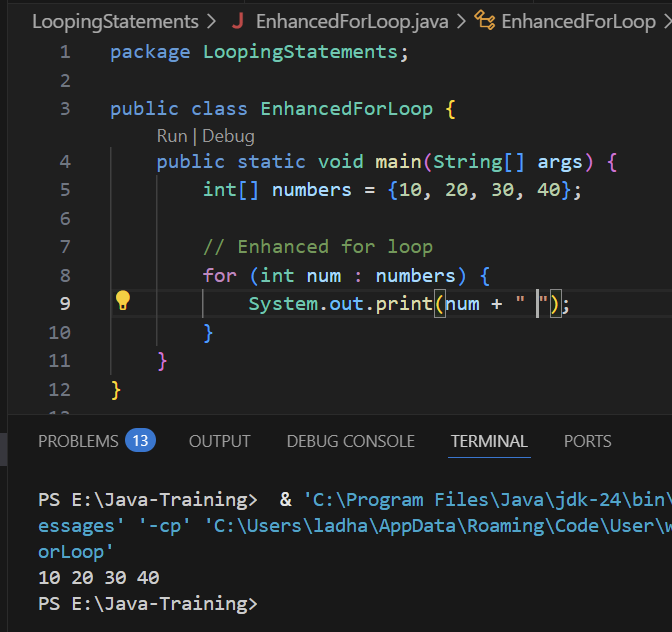 LoopingStatements > J EnhancedForLoop.java > EnhancedForLoop >
1 package LoopingStatements;
2
3 public class EnhancedForLoop {
Run | Debug
4 public static void main(String[] args) {
5 int[] numbers = {10, 20, 30, 40};
6
7 // Enhanced for loop
8 for (int num : numbers) {
9 System.out.print(num + " ");
10 }
11 }
12 }
PROBLEMS 13 OUTPUT DEBUG CONSOLE TERMINAL PORTS
PS E:\Java-Training>  & 'C:\Program Files\Java\jdk-24\bin\
essages' '-cp' 'C:\Users\ladha\AppData\Roaming\Code\User\w
orLoop'
10 20 30 40
PS E:\Java-Training>